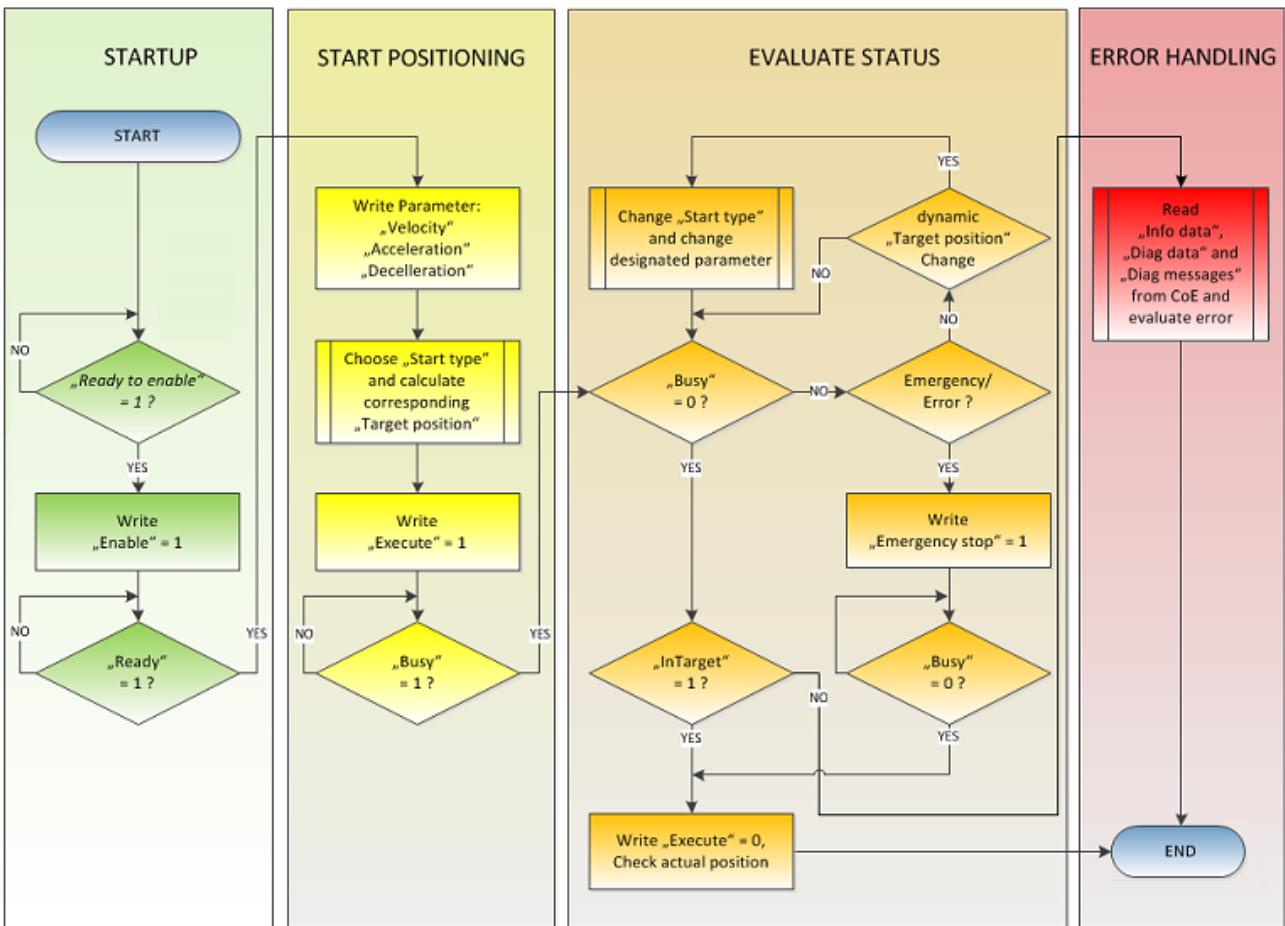 STARTUP
START
NO
„Ready to enable“
= 1 ?
YES
Write
„Enable“ = 1
NO
„Ready“
= 1 ?
YES
START POSITIONING
Write Parameter:
„Velocity“
„Acceleration“
„Decelleration“
Choose „Start type“
and calculate
corresponding
„Target position“
Write
„Execute“ = 1
NO
„Busy“
= 1 ?
YES
EVALUATE STATUS
YES
Change „Start type“
and change
designated parameter
dynamic
„Target position“
Change
NO
NO
„Busy“
= 0 ?
NO
Emergency/
Error ?
YES
YES
Write
„Emergency stop“ = 1
„InTarget“
= 1 ?
NO
„Busy“
= 0 ?
YES
YES
Write „Execute“ = 0,
Check actual position
ERROR HANDLING
Read
„Info data“,
„Diag data“ and
„Diag messages“
from CoE and
evaluate error
END